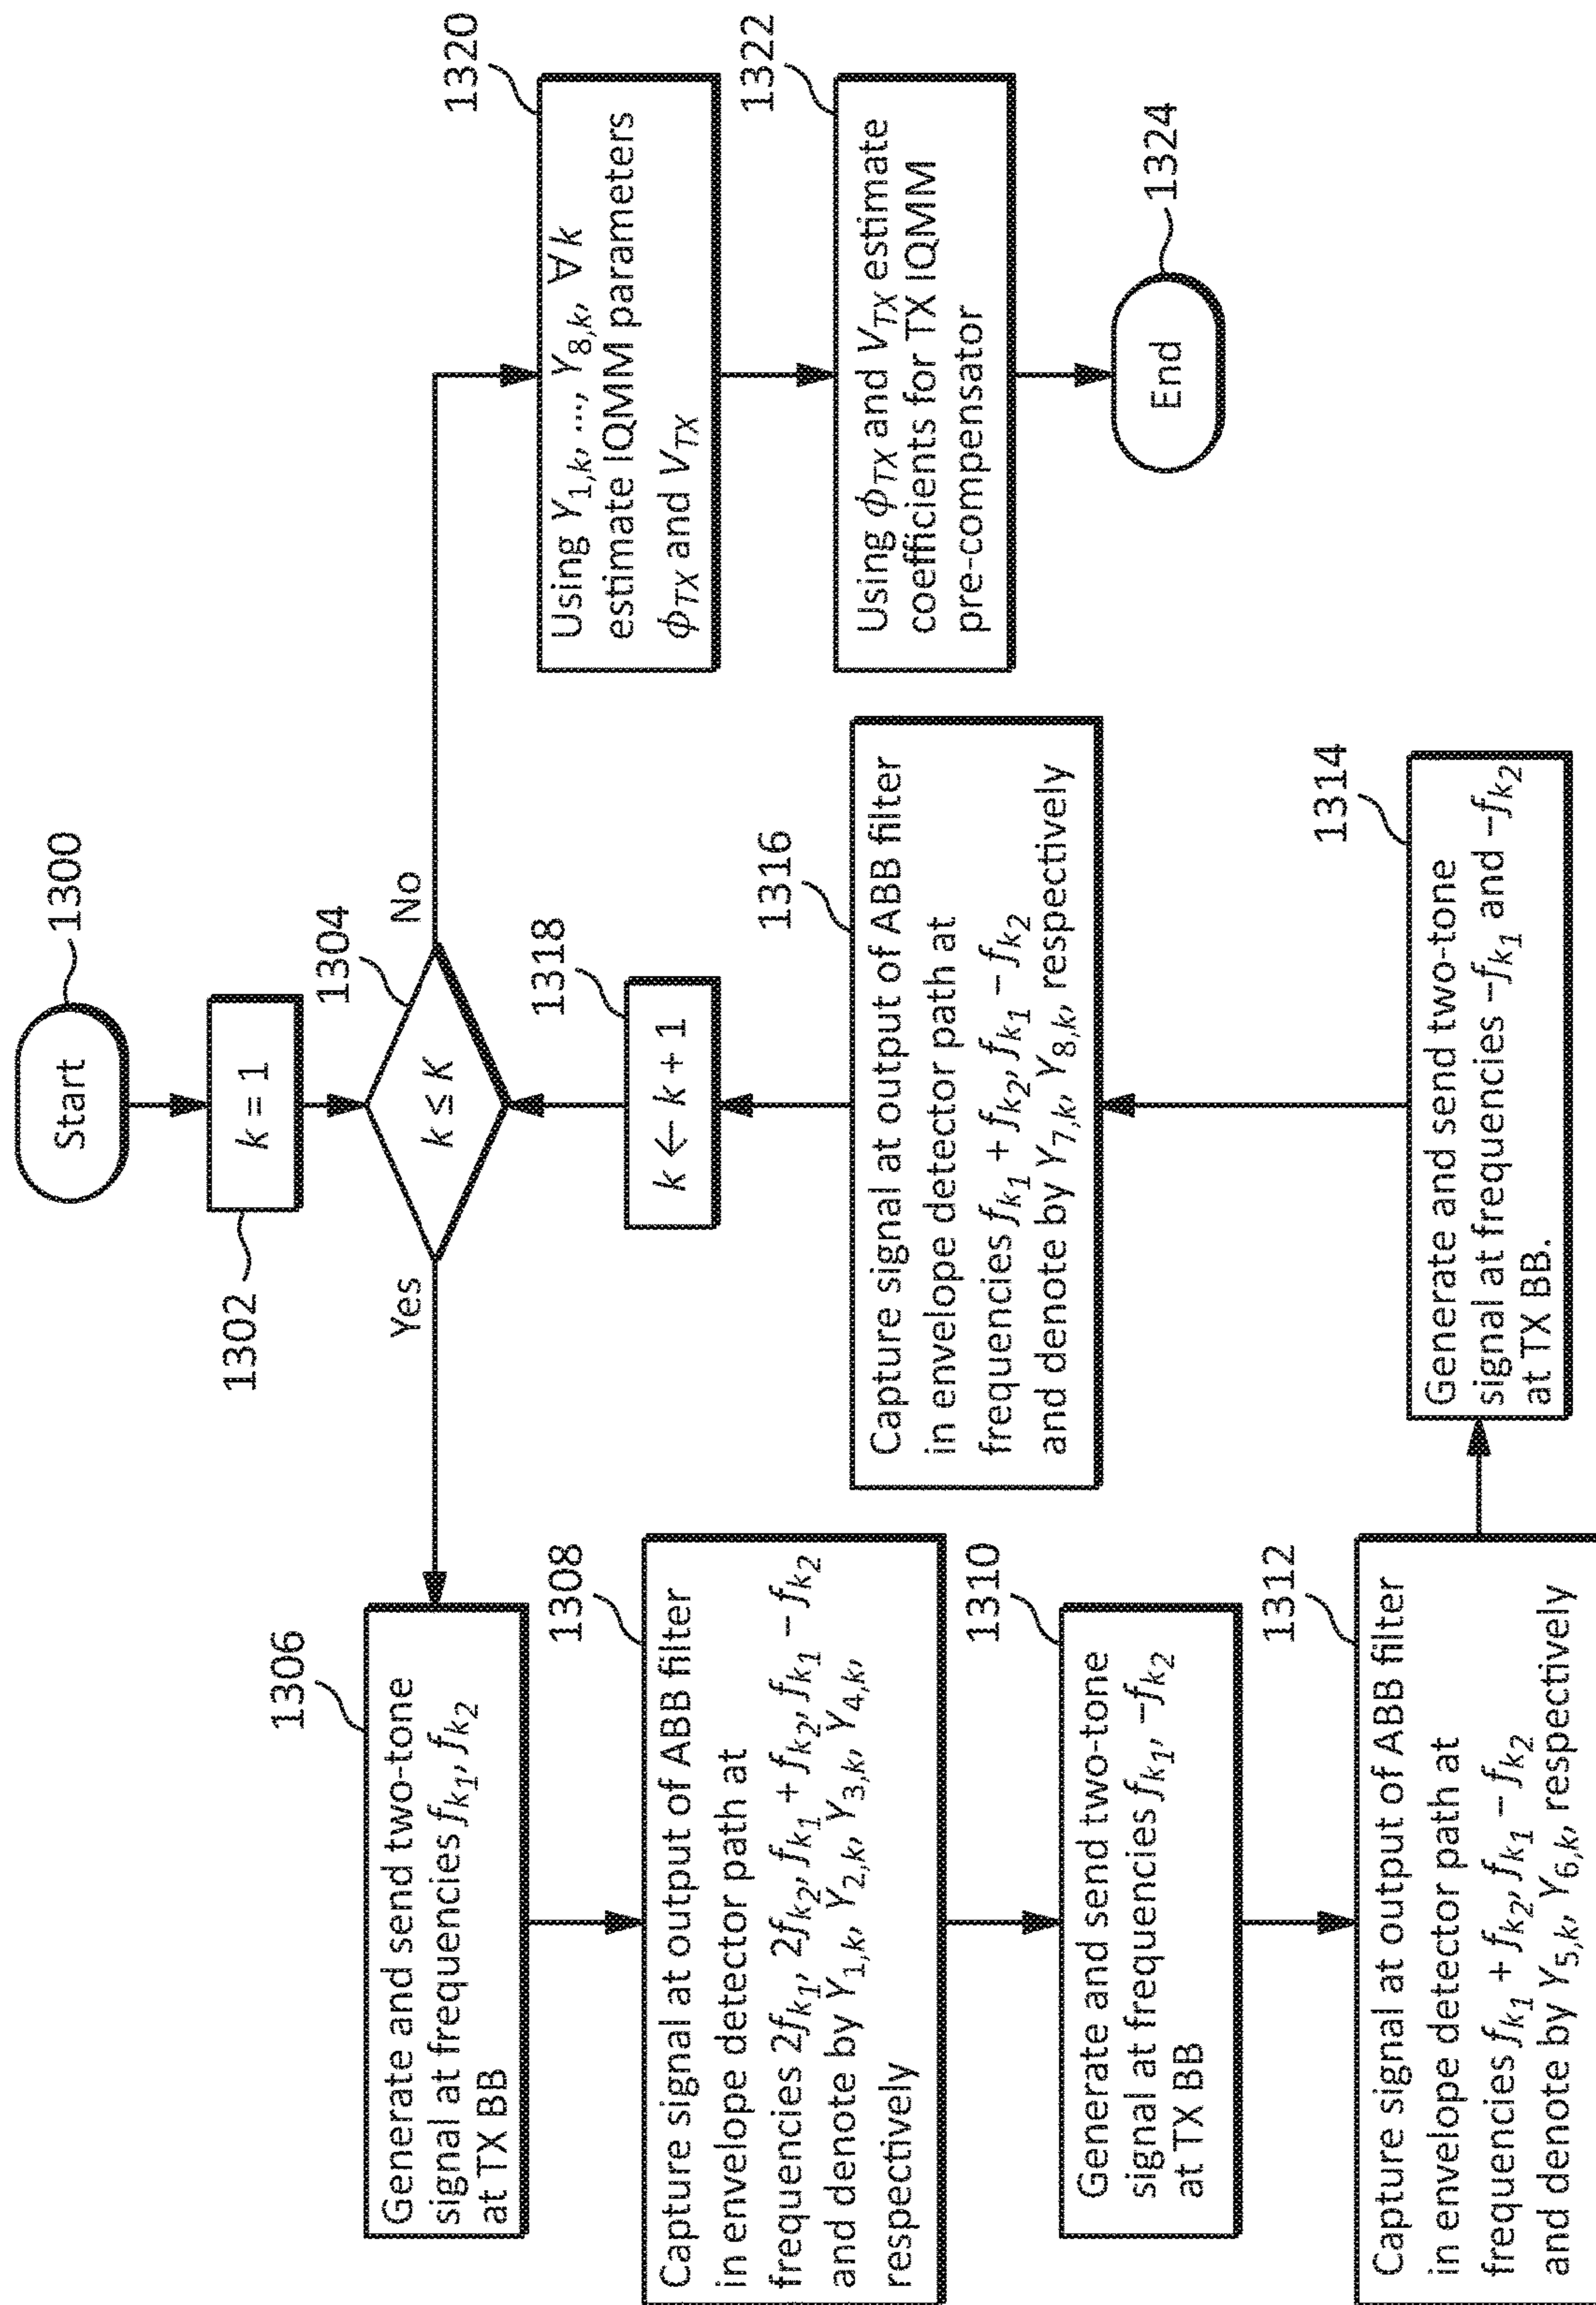 Start
1300
k = 1
1302
k ≤ K
1304
Yes
No
Generate and send two-tone
signal at frequencies f_{k_1}, f_{k_2}
at TX BB
1306
Capture signal at output of ABB filter
in envelope detector path at
frequencies 2f_{k_1}, 2f_{k_2}, f_{k_1} + f_{k_2}, f_{k_1} − f_{k_2}
and denote by Y_{1,k}, Y_{2,k}, Y_{3,k}, Y_{4,k},
respectively
1308
Generate and send two-tone
signal at frequencies f_{k_1}, −f_{k_2}
at TX BB
1310
Capture signal at output of ABB filter
in envelope detector path at
frequencies f_{k_1} + f_{k_2}, f_{k_1} − f_{k_2}
and denote by Y_{5,k}, Y_{6,k}, respectively
1312
Generate and send two-tone
signal at frequencies −f_{k_1} and −f_{k_2}
at TX BB.
1314
Capture signal at output of ABB filter
in envelope detector path at
frequencies f_{k_1} + f_{k_2}, f_{k_1} − f_{k_2}
and denote by Y_{7,k}, Y_{8,k}, respectively
1316
k ← k + 1
1318
Using Y_{1,k}, ..., Y_{8,k}, ∀k
estimate IQMM parameters
ϕ_{TX} and V_{TX}
1320
Using ϕ_{TX} and V_{TX} estimate
coefficients for TX IQMM
pre-compensator
1322
End
1324